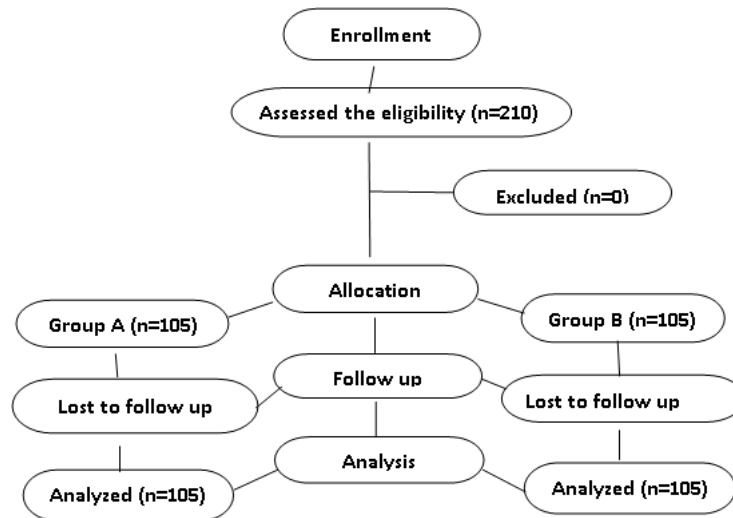 Enrollment
Assessed the eligibility (n=210)
Excluded (n=0)
Allocation
Group A (n=105)
Group B (n=105)
Follow up
Lost to follow up
Lost to follow up
Analysis
Analyzed (n=105)
Analyzed (n=105)